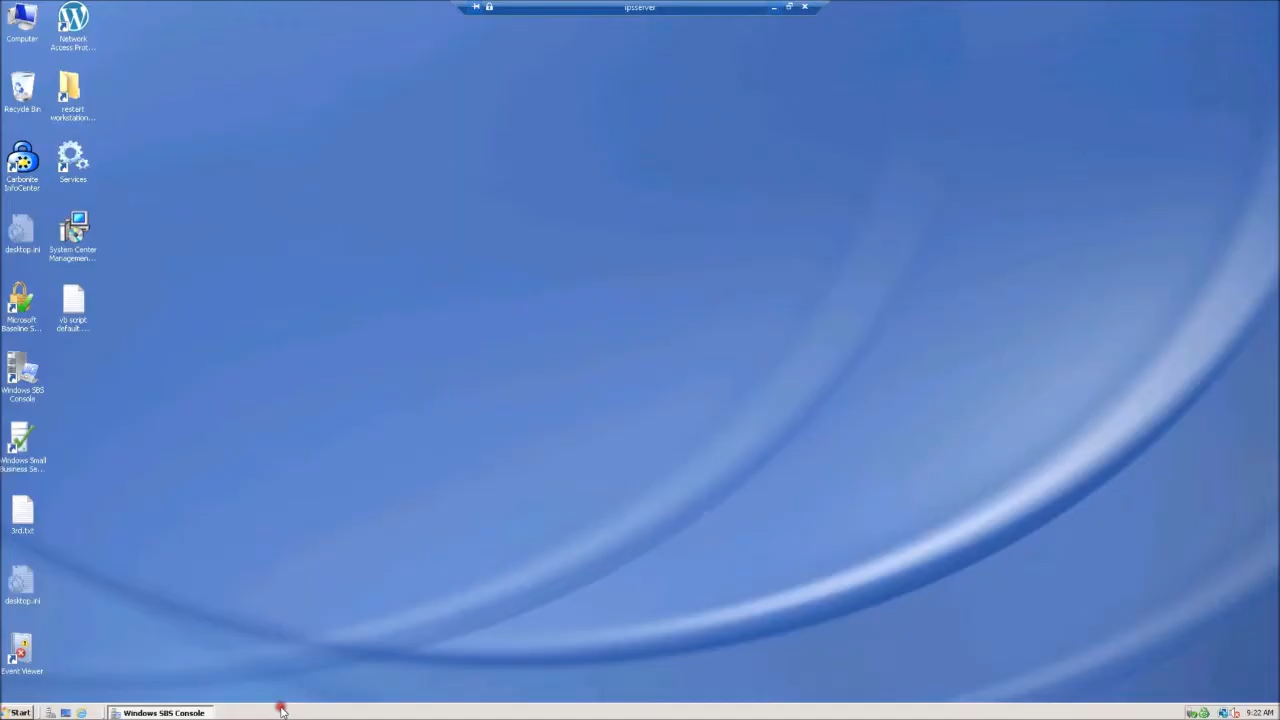 ipsserver
Computer
Network
Access Prot...
Recycle Bin
restart
workstation...
Carbonite
InfoCenter
Services
desktop.ini
System Center
Managemen...
Microsoft
Baseline S...
vb script
default ...
Windows SBS
Console
Windows Small
Business Se...
3rd.txt
desktop.ini
Event Viewer
Start
Windows SBS Console
9:22 AM